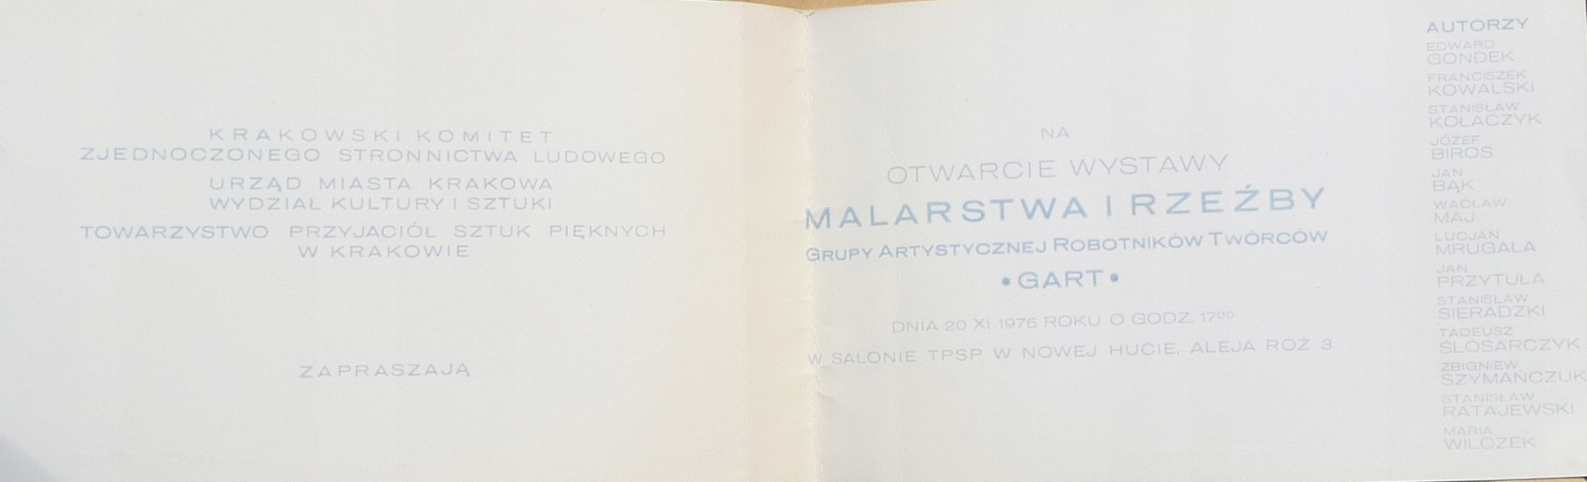 KRAKOWSKI KOMITET
ZJEDNOCZONEGO STRONNICTWA LUDOWEGO
URZĄD MIASTA KRAKOWA
WYDZIAŁ KULTURY I SZTUKI
TOWARZYSTWO PRZYJACIÓŁ SZTUK PIĘKNYCH
W KRAKOWIE
ZAPRASZAJĄ
NA
OTWARCIE WYSTAWY
MALARSTWA I RZEŹBY
GRUPY ARTYSTYCZNEJ ROBOTNIKÓW TWÓRCÓW
• GART •
DNIA 20 XI 1976 ROKU O GODZ. 17⁰⁰
W SALONIE TPSP W NOWEJ HUCIE, ALEJA RÓŻ 3
AUTORZY
EDWARD
GONDEK
FRANCISZEK
KOWALSKI
STANISŁAW
KOŁACZYK
JÓZEF
BIROS
JAN
BĄK
WACŁAW
MAJ
LUCJAN
MRUGAŁA
JAN
PRZYTUŁA
STANISŁAW
SIERADZKI
TADEUSZ
ŚLÓSARCZYK
ZBIGNIEW
SZYMAŃCZUK
STANISŁAW
RATAJEWSKI
MARIA
WILCZEK